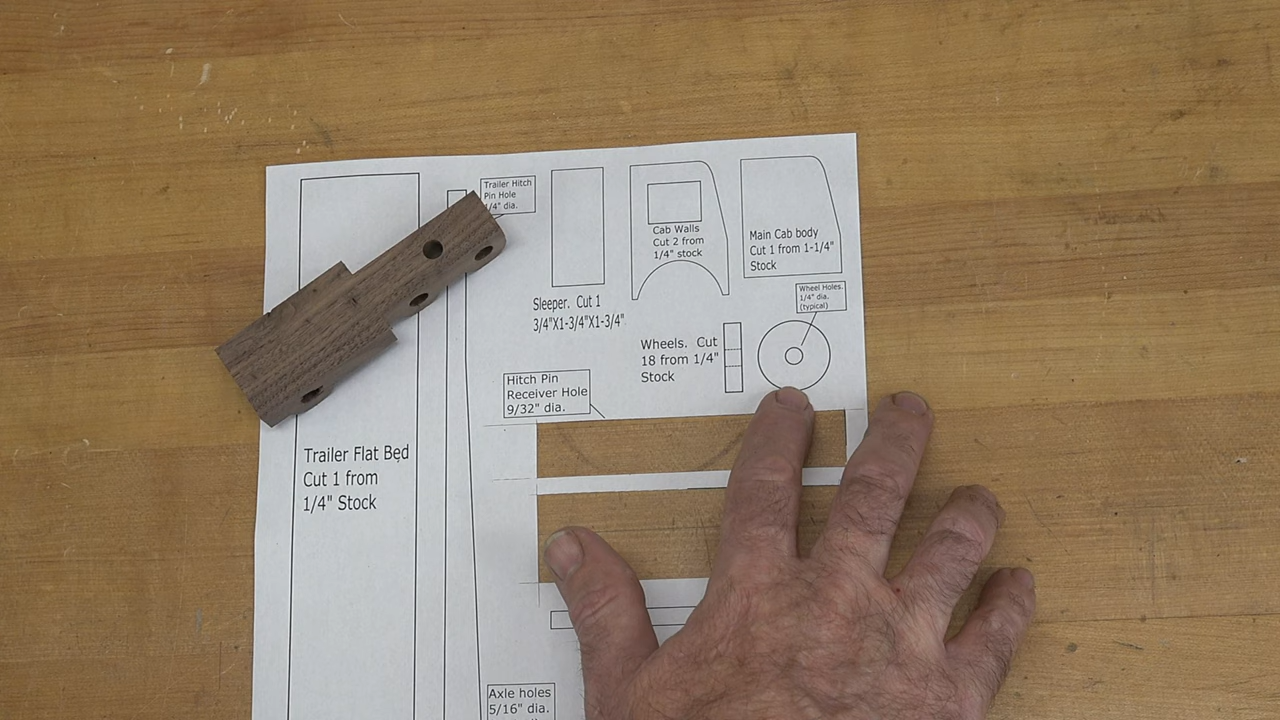 Trailer Hitch
Pin Hole
1/4" dia.
Cab Walls
Cut 2 from
1/4" stock
Main Cab body
Cut 1 from 1-1/4"
Stock
Sleeper. Cut 1
3/4"X1-3/4"X1-3/4"
Wheel Holes.
1/4" dia.
(typical)
Wheels. Cut
18 from 1/4"
Stock
Hitch Pin
Receiver Hole
9/32" dia.
Trailer Flat Bed
Cut 1 from
1/4" Stock
Axle holes
5/16" dia.